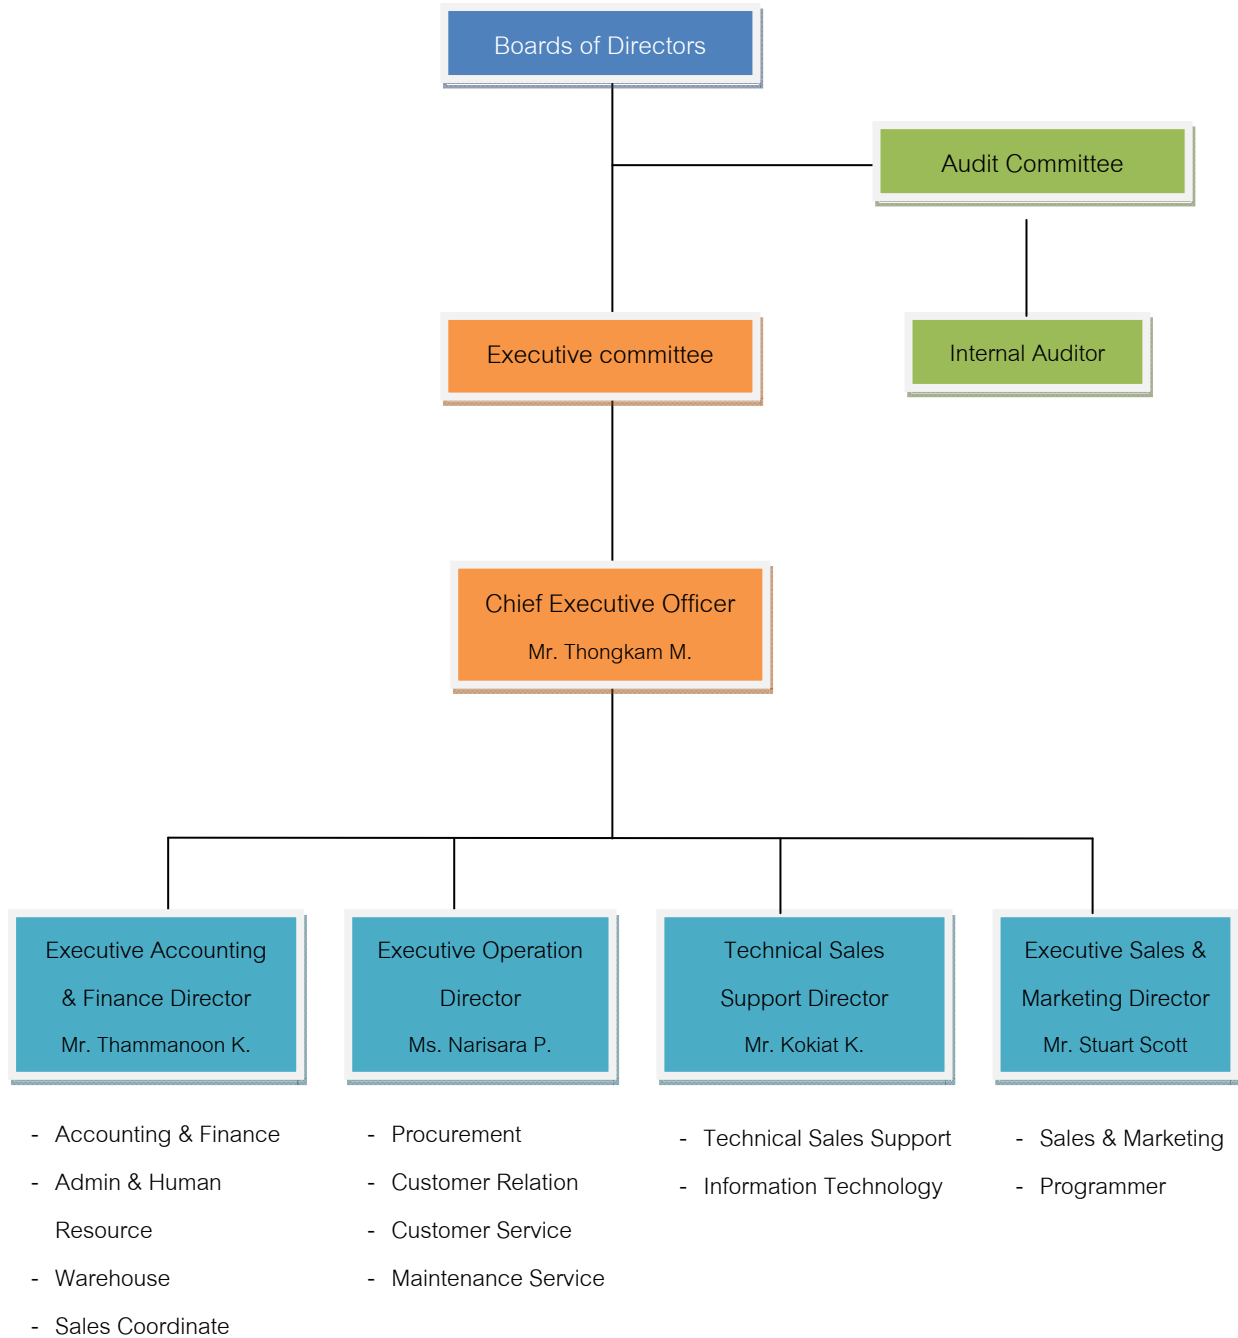 Boards of Directors
Audit Committee
Executive committee
Internal Auditor
Chief Executive Officer
Mr. Thongkam M.
Executive Accounting
& Finance Director
Mr. Thammanoon K.
Executive Operation
Director
Ms. Narisara P.
Technical Sales
Support Director
Mr. Kokiat K.
Executive Sales &
Marketing Director
Mr. Stuart Scott
- Accounting & Finance
- Admin & Human
Resource
- Warehouse
- Sales Coordinate
- Procurement
- Customer Relation
- Customer Service
- Maintenance Service
- Technical Sales Support
- Information Technology
- Sales & Marketing
- Programmer